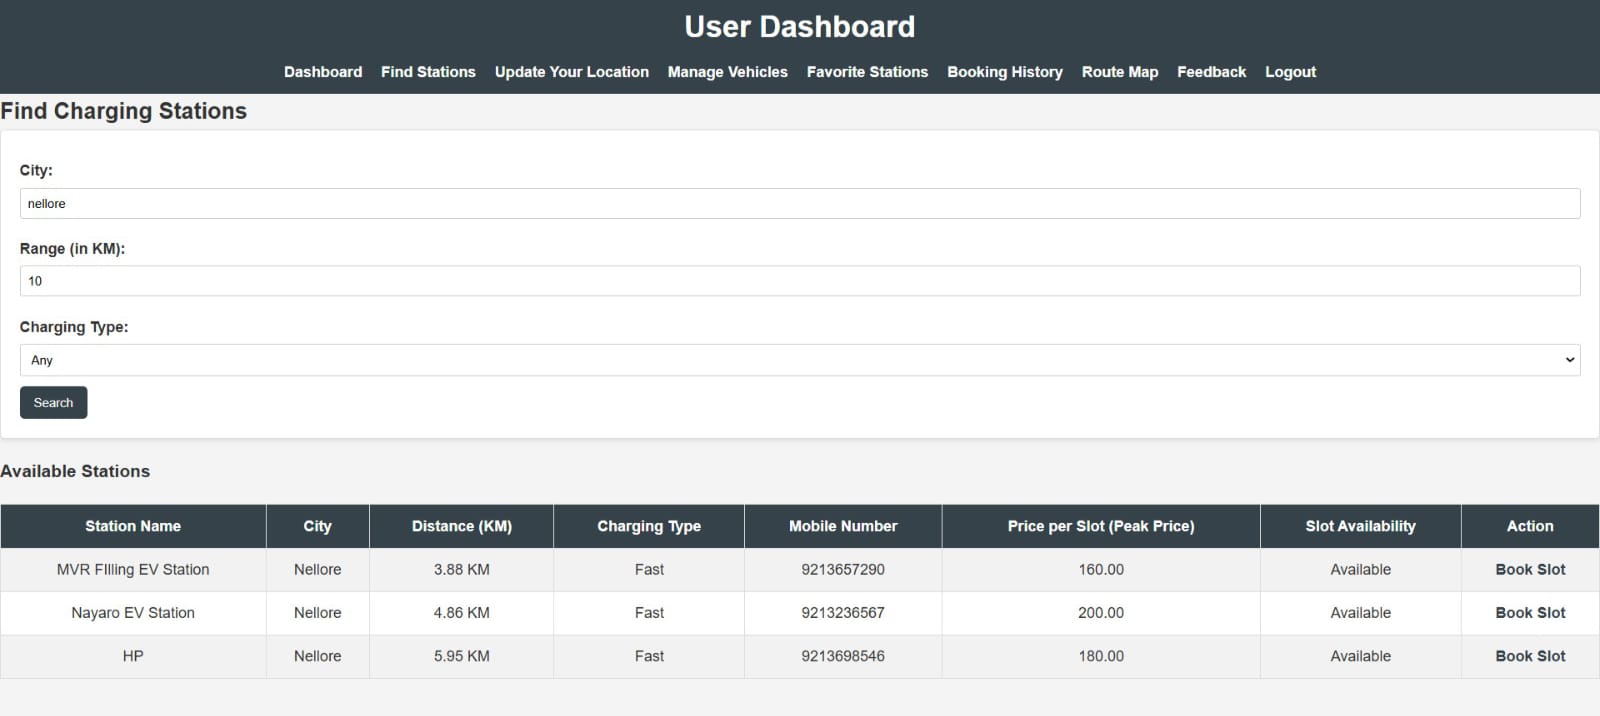 User Dashboard
Dashboard Find Stations Update Your Location Manage Vehicles Favorite Stations Booking History Route Map Feedback Logout
Find Charging Stations
City:
nellore
Range (in KM):
10
Charging Type:
Any
Search
Available Stations
Station Name City Distance (KM) Charging Type Mobile Number Price per Slot (Peak Price) Slot Availability Action
MVR FIlling EV Station Nellore 3.88 KM Fast 9213657290 160.00 Available Book Slot
Nayaro EV Station Nellore 4.86 KM Fast 9213236567 200.00 Available Book Slot
HP Nellore 5.95 KM Fast 9213698546 180.00 Available Book Slot